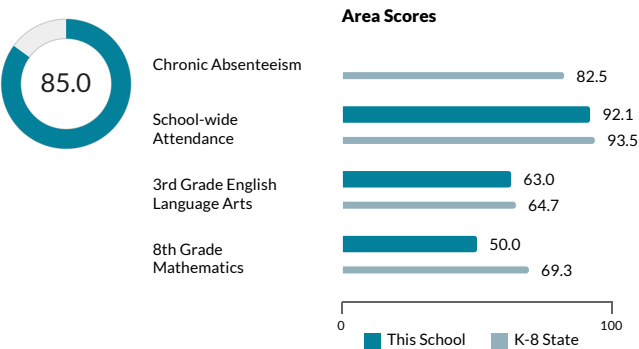 Area Scores
85.0
Chronic Absenteeism
82.5
School-wide
Attendance
92.1
93.5
3rd Grade English
Language Arts
63.0
64.7
8th Grade
Mathematics
50.0
69.3
0
100
This School
K-8 State